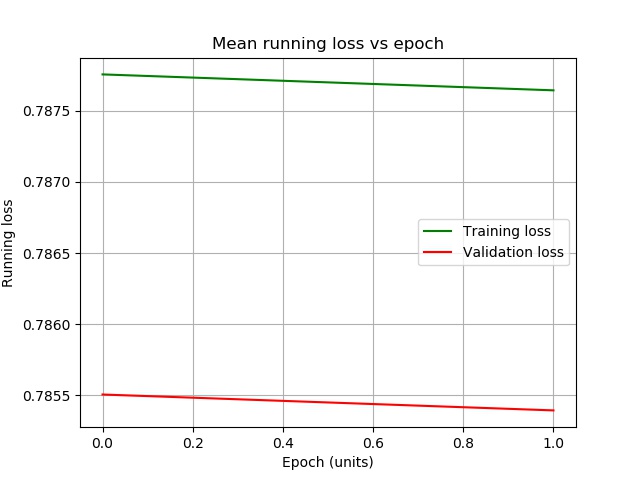 Mean running loss vs epoch
Running loss
0.7875
0.7870
0.7865
0.7860
0.7855
Training loss
Validation loss
0.0 0.2 0.4 0.6 0.8 1.0
Epoch (units)